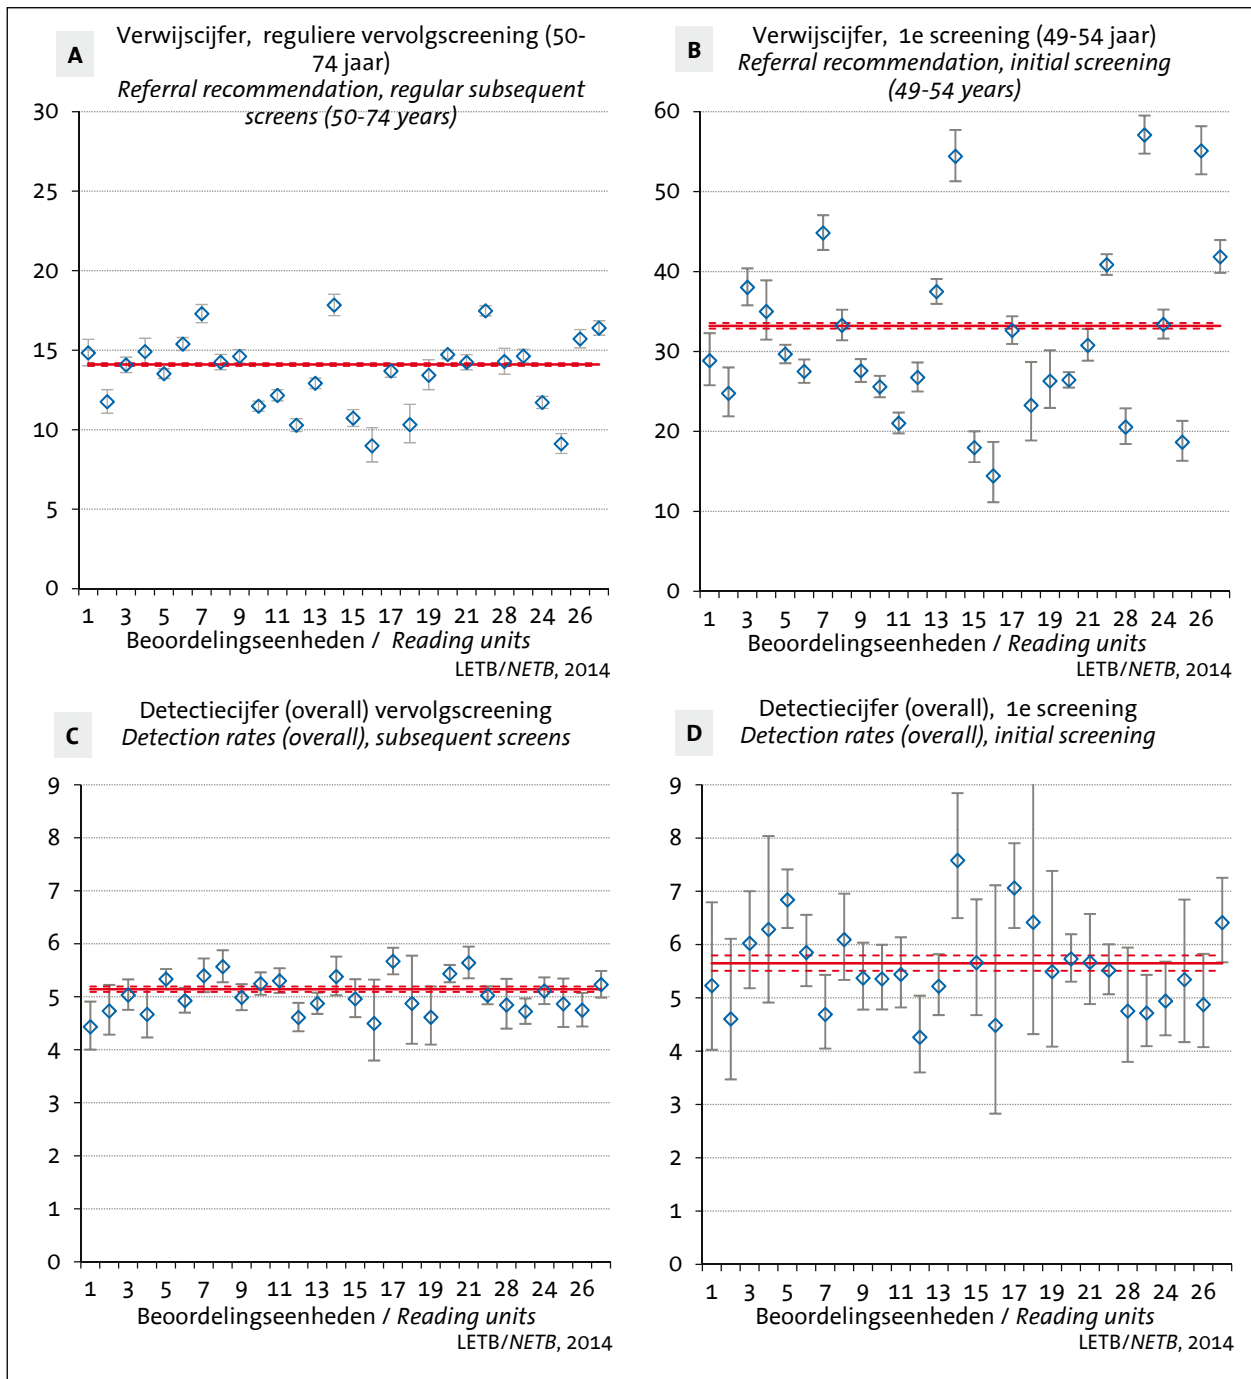 A
Verwijscijfer, reguliere vervolgscreening (50-
74 jaar)
Referral recommendation, regular subsequent
screens (50-74 years)
30
25
20
15
10
5
0
1 3 5 7 9 11 13 15 17 19 21 28 24 26
Beoordelingseenheden / Reading units
LETB/NETB, 2014
B
Verwijscijfer, 1e screening (49-54 jaar)
Referral recommendation, initial screening
(49-54 years)
60
50
40
30
20
10
0
1 3 5 7 9 11 13 15 17 19 21 28 24 26
Beoordelingseenheden / Reading units
LETB/NETB, 2014
C
Detectiecijfer (overall) vervolgscreening
Detection rates (overall), subsequent screens
9
8
7
6
5
4
3
2
1
0
1 3 5 7 9 11 13 15 17 19 21 28 24 26
Beoordelingseenheden / Reading units
LETB/NETB, 2014
D
Detectiecijfer (overall), 1e screening
Detection rates (overall), initial screening
9
8
7
6
5
4
3
2
1
0
1 3 5 7 9 11 13 15 17 19 21 28 24 26
Beoordelingseenheden / Reading units
LETB/NETB, 2014